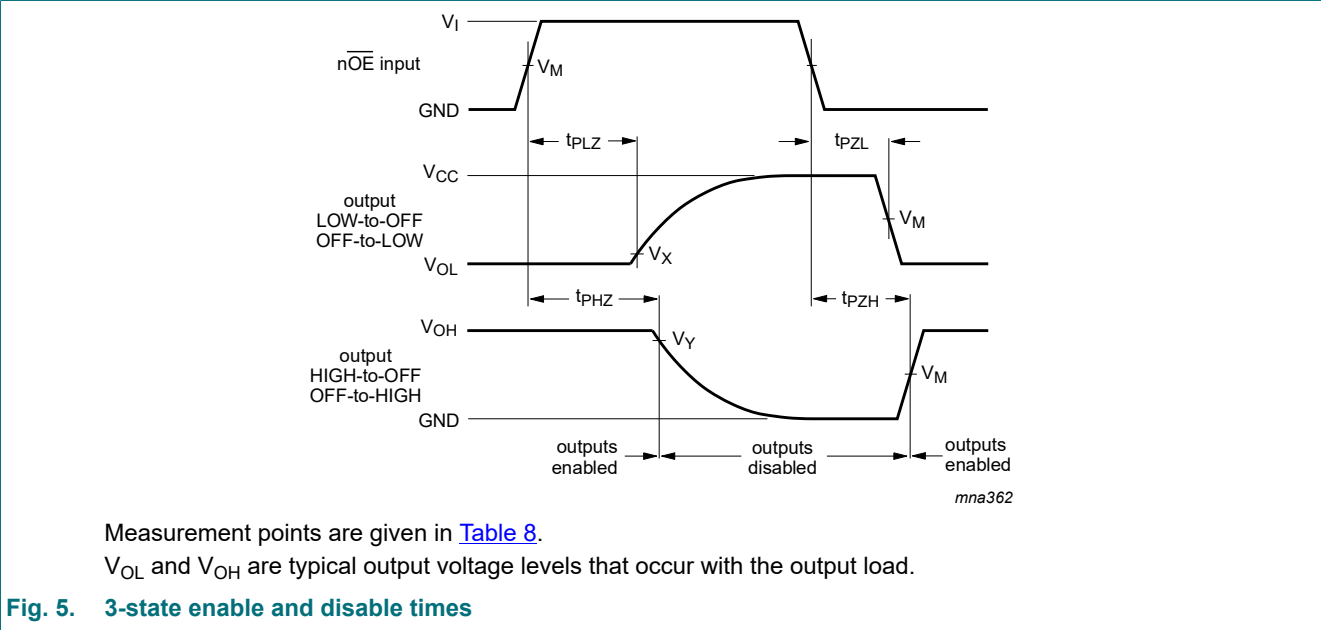 VI
nOE input
VM
GND
tPLZ
tPZL
VCC
output
LOW-to-OFF
OFF-to-LOW
VM
VX
VOL
tPHZ
tPZH
VOH
VY
output
HIGH-to-OFF
OFF-to-HIGH
VM
GND
outputs
enabled
outputs
disabled
outputs
enabled
mna362
Measurement points are given in Table 8.
VOL and VOH are typical output voltage levels that occur with the output load.
Fig. 5. 3-state enable and disable times